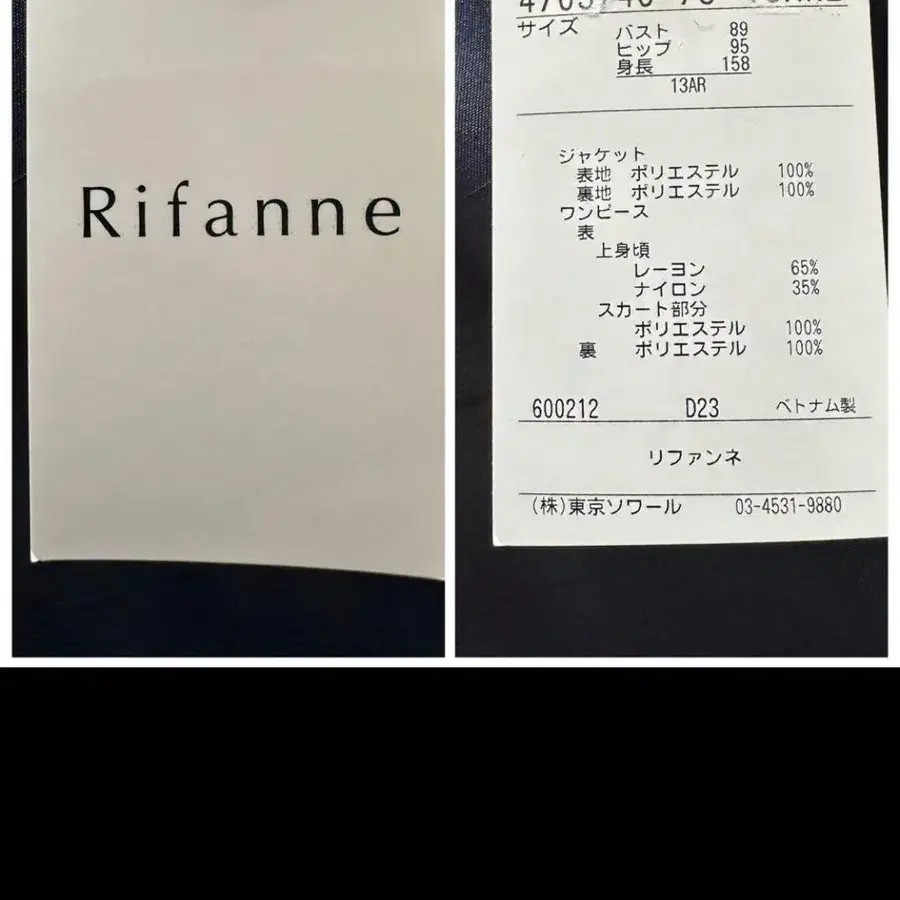 Rifanne
サイズ バスト 89
ヒップ 95
身長 158
13AR
ジャケット
表地 ポリエステル 100%
裏地 ポリエステル 100%
ワンピース
表
上身頃
レーヨン 65%
ナイロン 35%
スカート部分
ポリエステル 100%
裏 ポリエステル 100%
600212 D23 ベトナム製
リファンネ
(株)東京ソワール 03-4531-9880